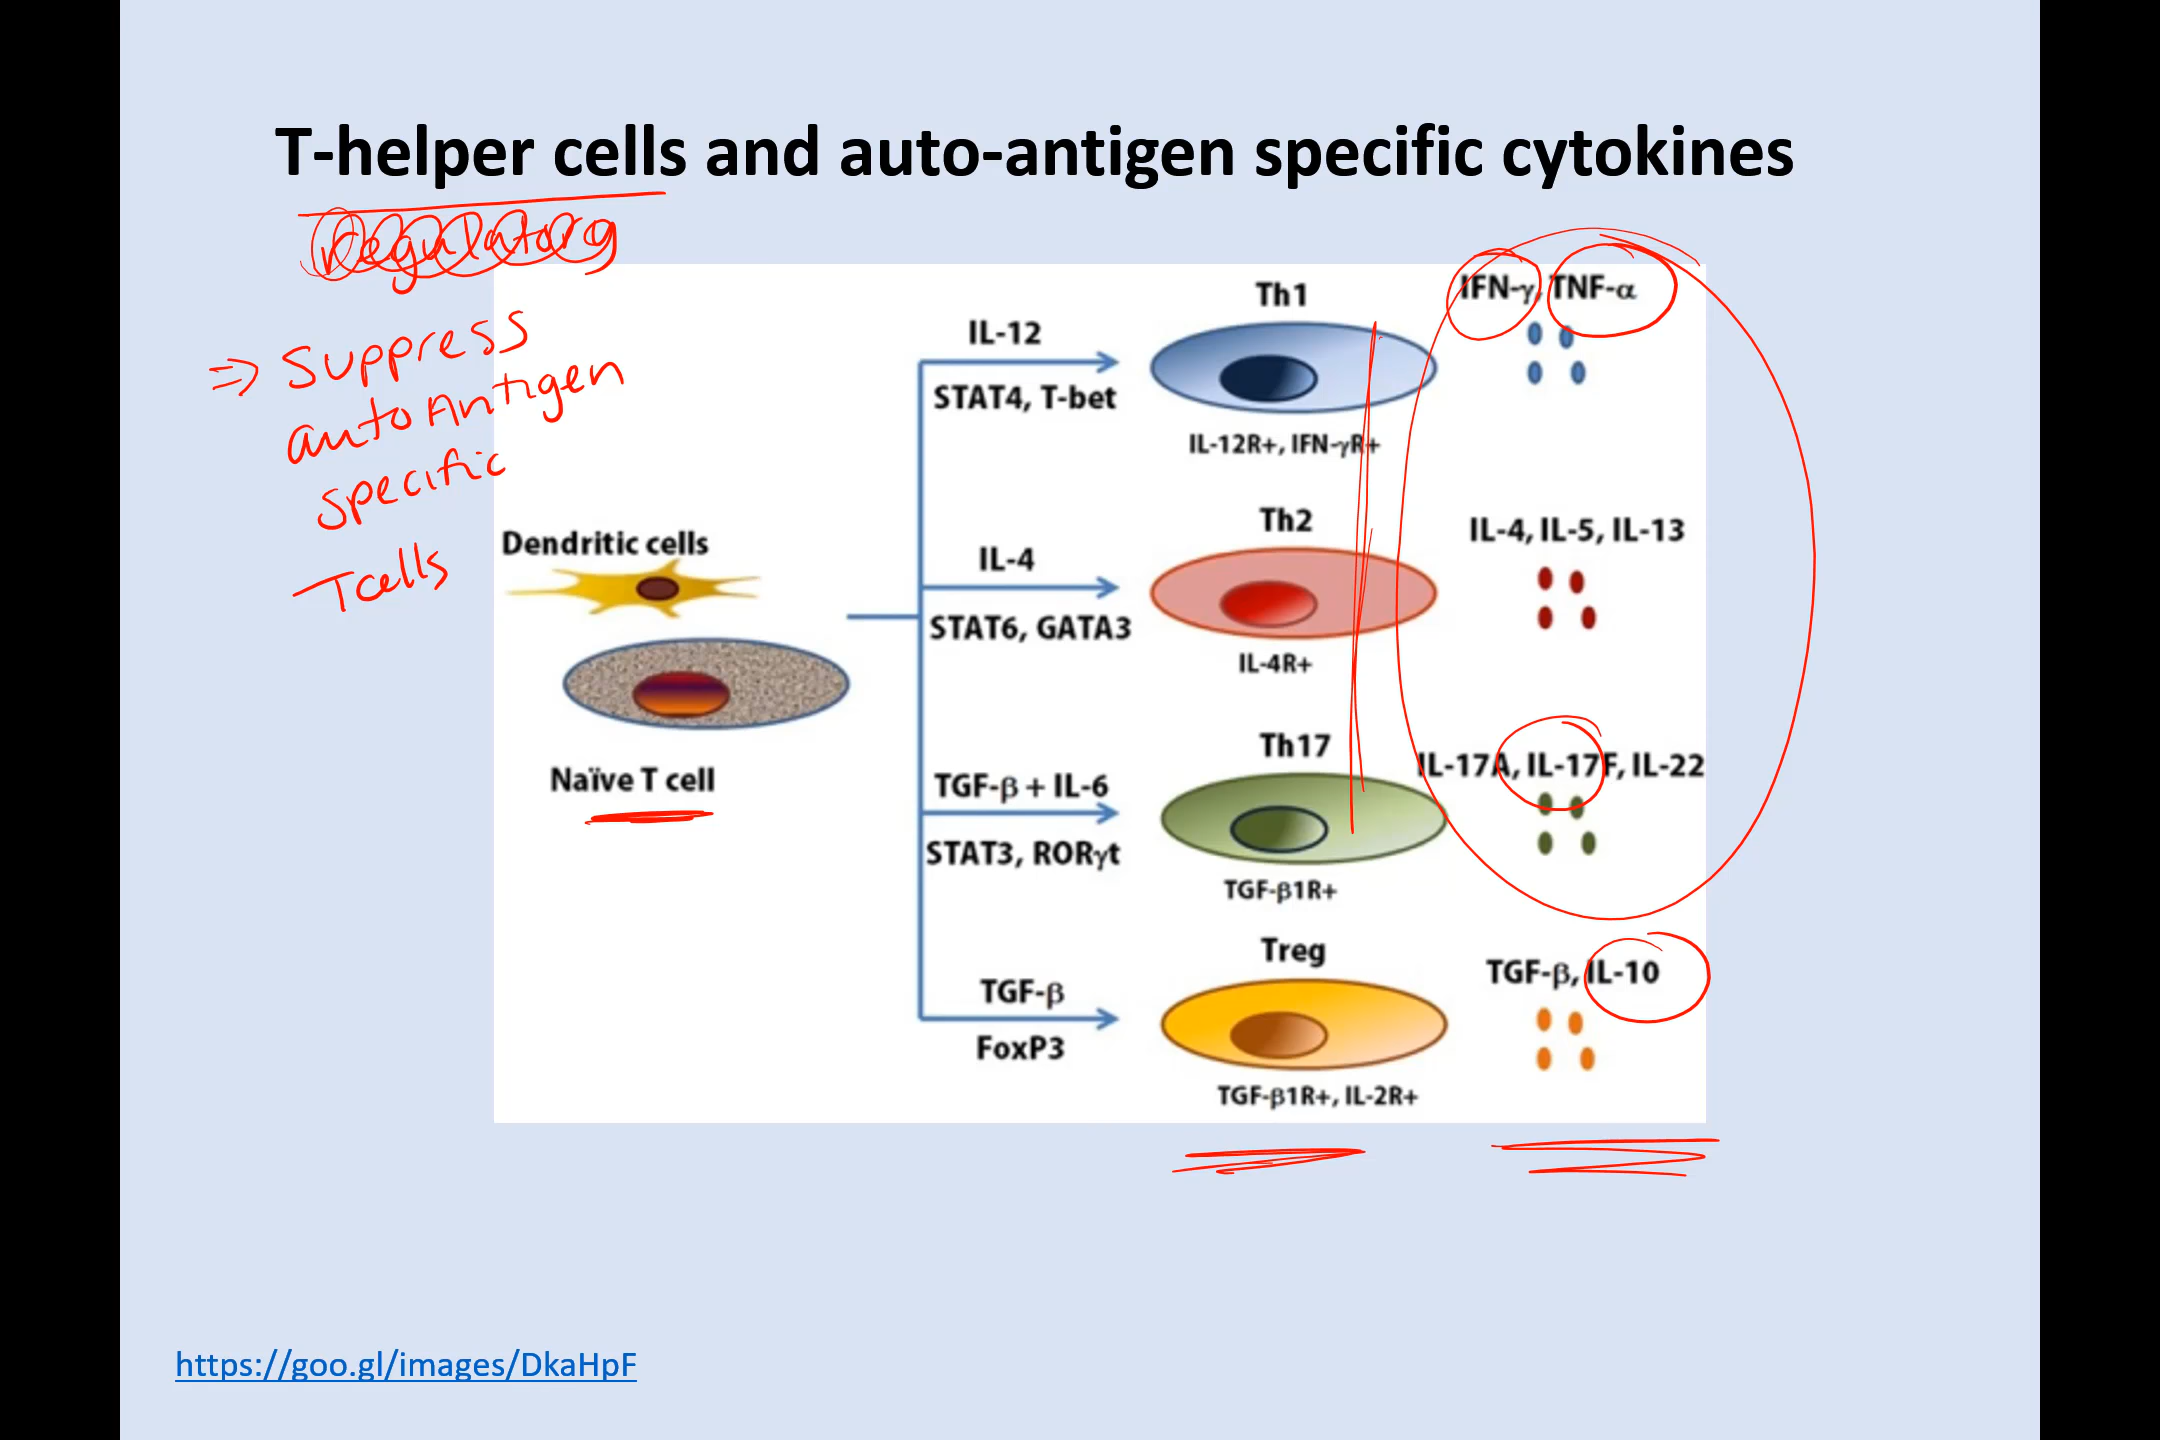 T-helper cells and auto-antigen specific cytokines
regulatory
⇒ Suppress
autoAntigen
specific
Tcells
Dendritic cells
Naïve T cell
IL-12
STAT4, T-bet
Th1
IL-12R+, IFN-γR+
IFN-γ, TNF-α
IL-4
STAT6, GATA3
Th2
IL-4R+
IL-4, IL-5, IL-13
TGF-β + IL-6
STAT3, RORγt
Th17
TGF-β1R+
IL-17A, IL-17F, IL-22
TGF-β
FoxP3
Treg
TGF-β1R+, IL-2R+
TGF-β, IL-10
https://goo.gl/images/DkaHpF